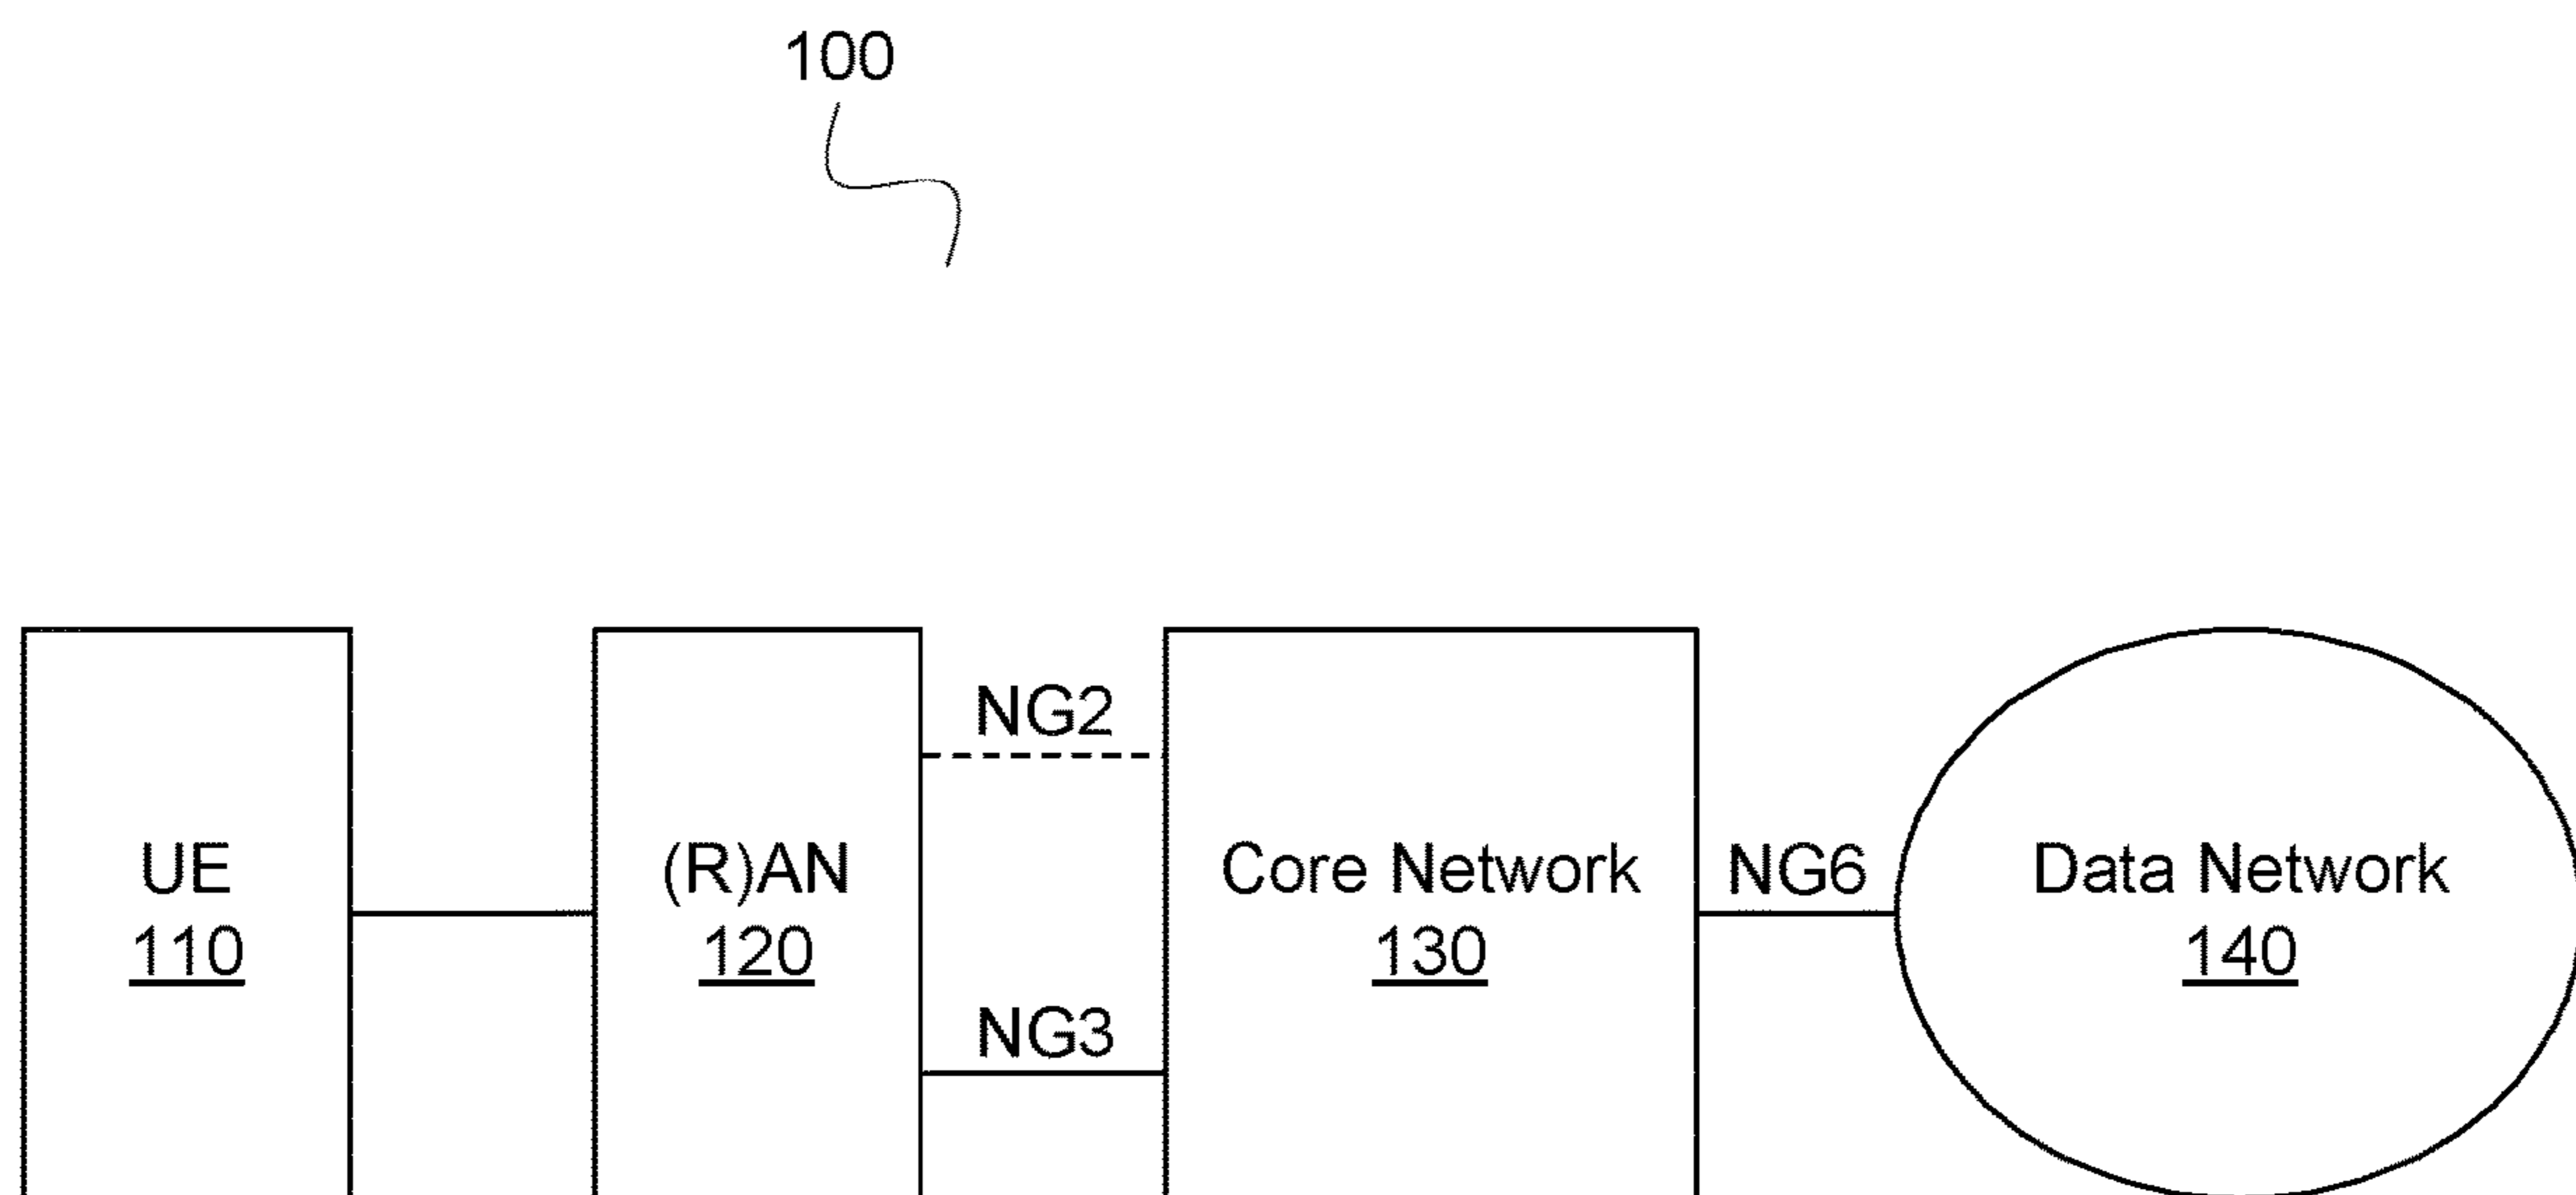 100
NG2
UE
110
(R)AN
120
Core Network
130
NG6
Data Network
140
NG3